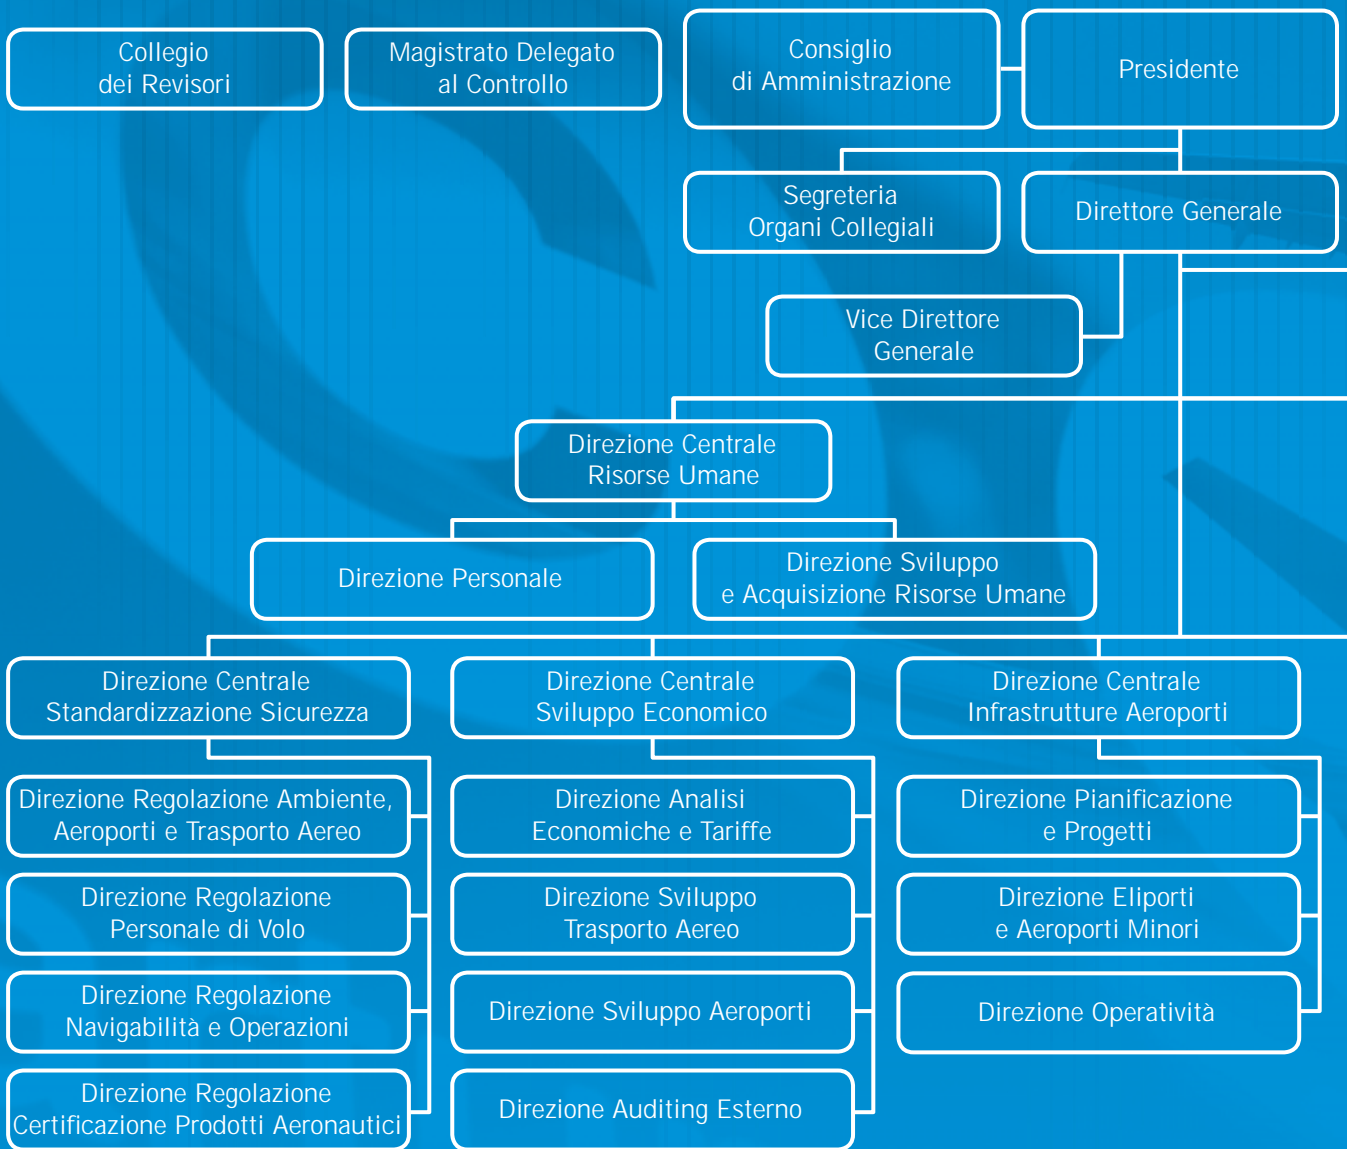 Collegio
dei Revisori
Magistrato Delegato
al Controllo
Consiglio
di Amministrazione
Presidente
Segreteria
Organi Collegiali
Direttore Generale
Vice Direttore
Generale
Direzione Centrale
Risorse Umane
Direzione Personale
Direzione Sviluppo
e Acquisizione Risorse Umane
Direzione Centrale
Standardizzazione Sicurezza
Direzione Regolazione Ambiente,
Aeroporti e Trasporto Aereo
Direzione Regolazione
Personale di Volo
Direzione Regolazione
Navigabilità e Operazioni
Direzione Regolazione
Certificazione Prodotti Aeronautici
Direzione Centrale
Sviluppo Economico
Direzione Analisi
Economiche e Tariffe
Direzione Sviluppo
Trasporto Aereo
Direzione Sviluppo Aeroporti
Direzione Auditing Esterno
Direzione Centrale
Infrastrutture Aeroporti
Direzione Pianificazione
e Progetti
Direzione Eliporti
e Aeroporti Minori
Direzione Operatività